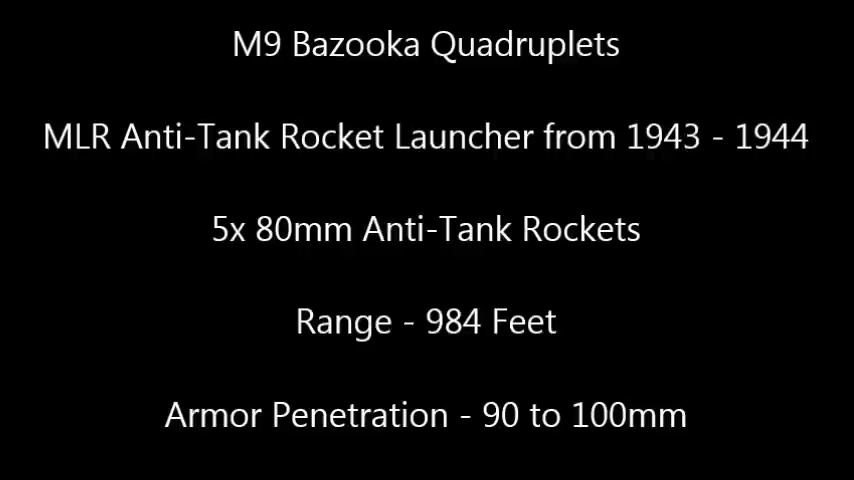 M9 Bazooka Quadruplets
MLR Anti-Tank Rocket Launcher from 1943 - 1944
5x 80mm Anti-Tank Rockets
Range - 984 Feet
Armor Penetration - 90 to 100mm